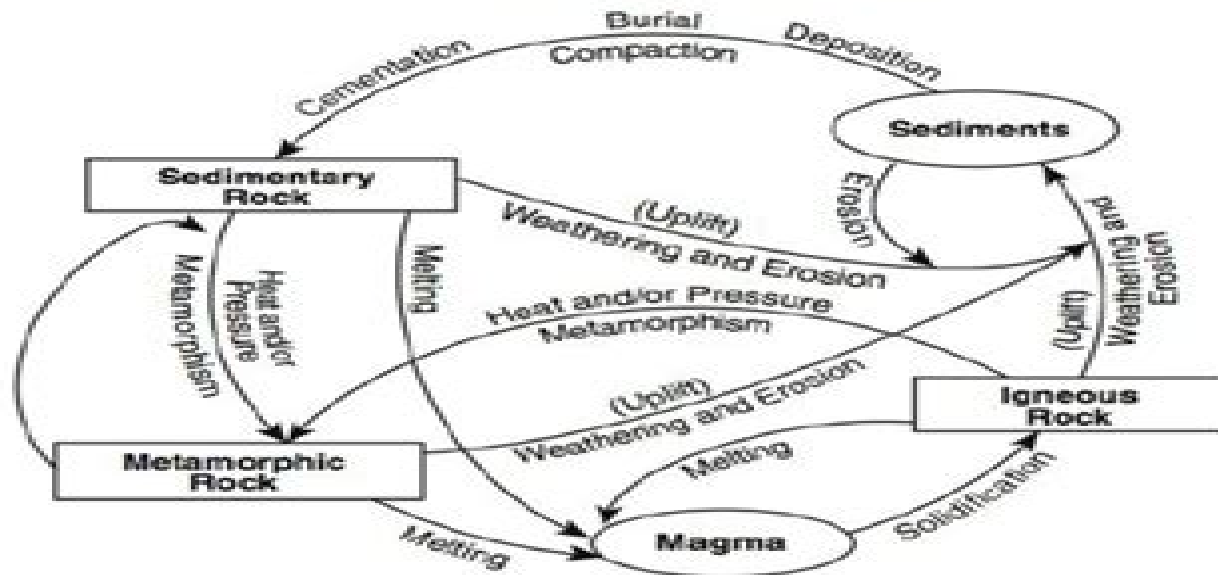 Burial
Compaction
Deposition
Cementation
Sediments
Sedimentary
Rock
Erosion
(Uplift)
Weathering and Erosion
(Uplift)
Weathering and
Erosion
Melting
Heat and/or
Pressure
Metamorphism
Heat and/or Pressure
Metamorphism
(Uplift)
Weathering and Erosion
Igneous
Rock
Metamorphic
Rock
Melting
Melting
Magma
Solidification